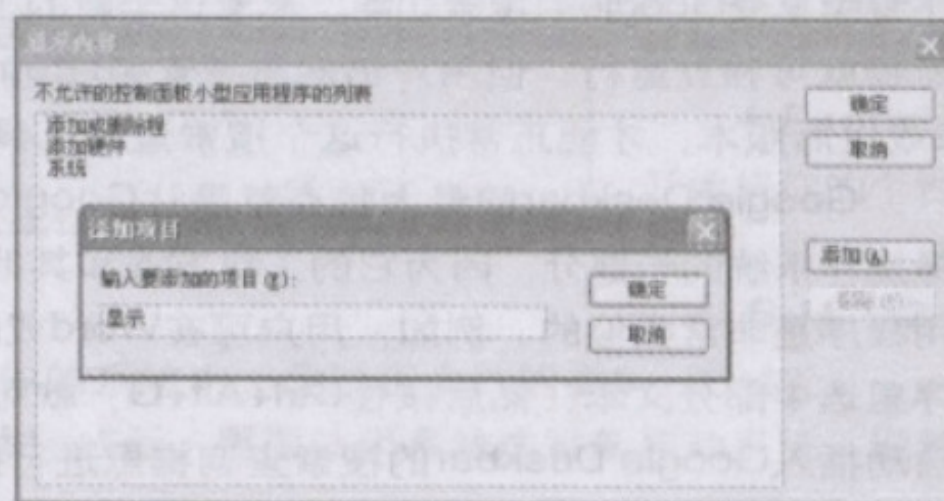 显示内容
不允许的控制面板小型应用程序的列表
添加或删除程
添加硬件
系统
确定
取消
添加(A)
删除(R)
添加项目
输入要添加的项目(E):
显示
确定
取消